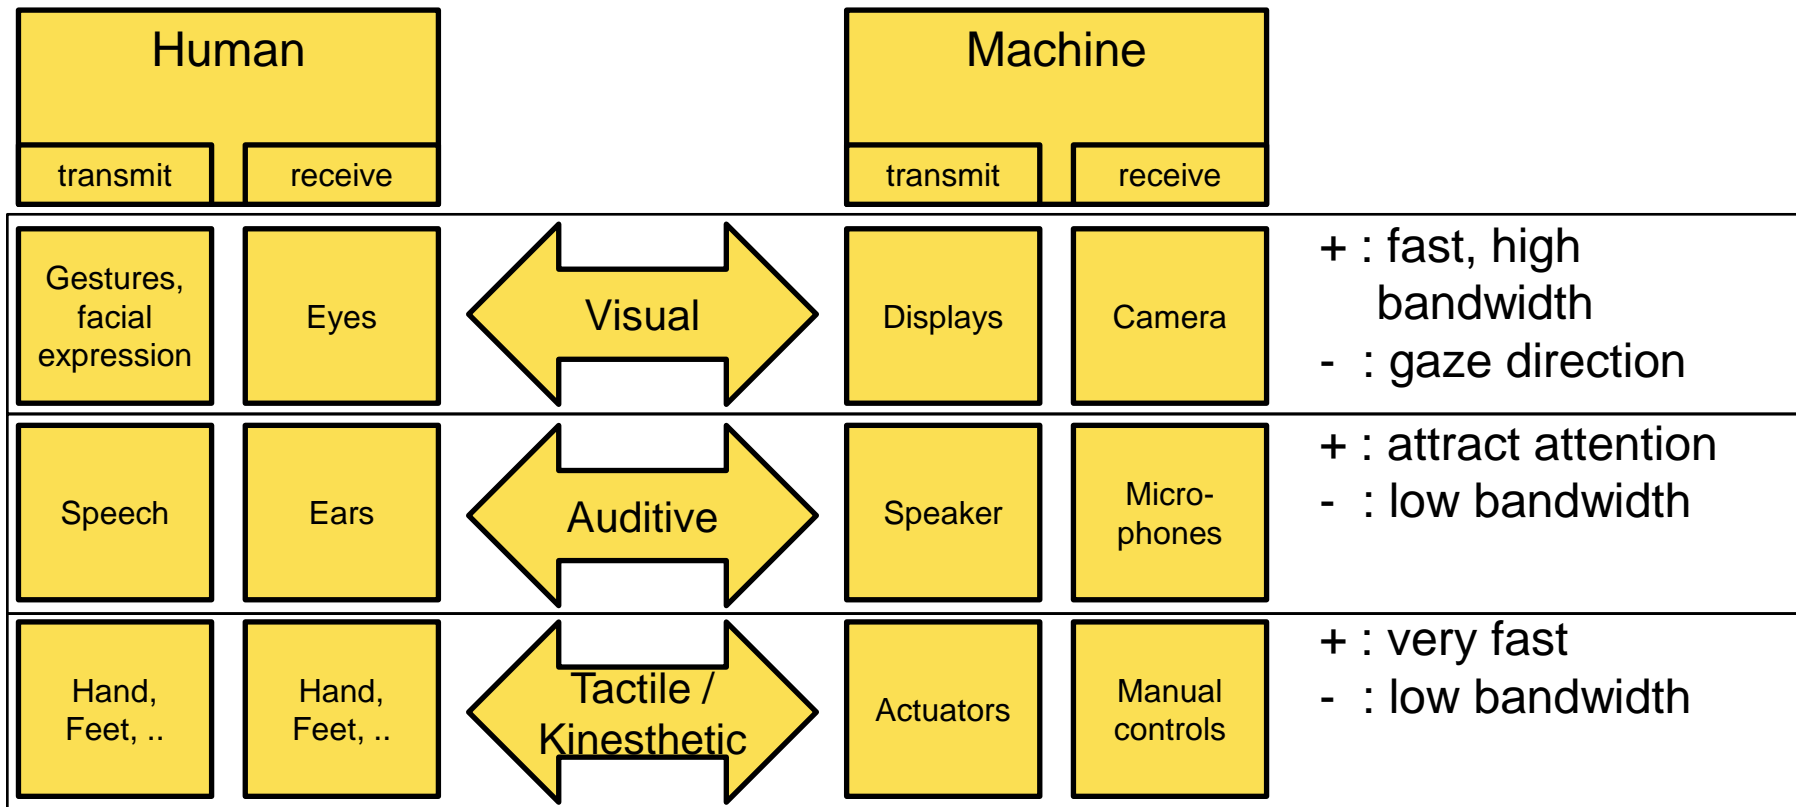 Human
Machine
transmit
receive
transmit
receive
Gestures,
facial
expression
Eyes
Visual
Displays
Camera
+ : fast, high
bandwidth
- : gaze direction
Speech
Ears
Auditive
Speaker
Micro-
phones
+ : attract attention
- : low bandwidth
Hand,
Feet, ..
Hand,
Feet, ..
Tactile /
Kinesthetic
Actuators
Manual
controls
+ : very fast
- : low bandwidth